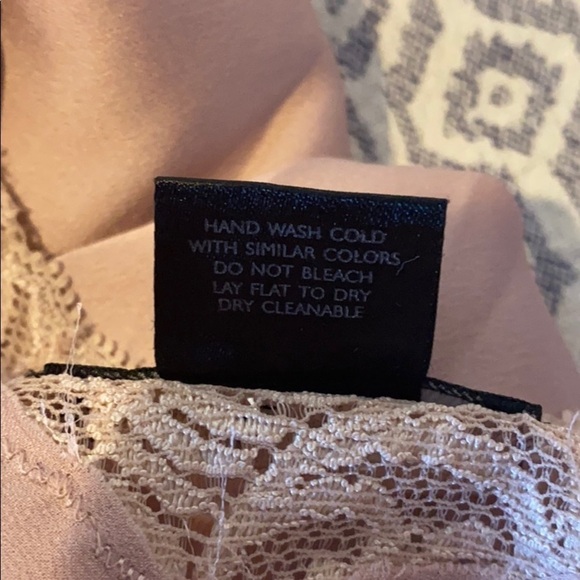 HAND WASH COLD
WITH SIMILAR COLORS
DO NOT BLEACH
LAY FLAT TO DRY
DRY CLEANABLE